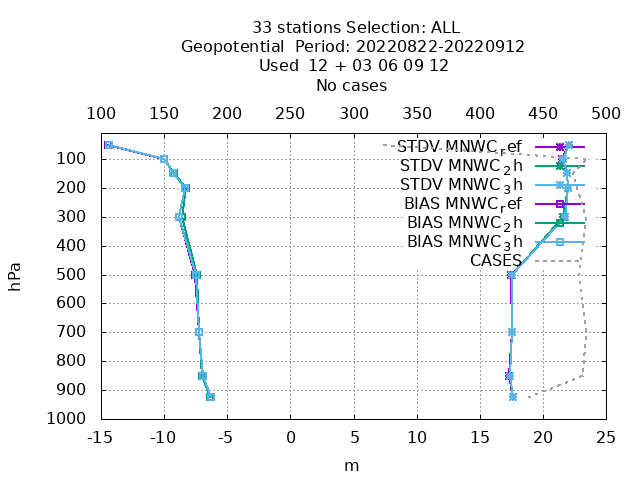 33 stations Selection: ALL
Geopotential  Period: 20220822-20220912
Used  12 + 03 06 09 12
No cases
100 150 200 250 300 350 400 450 500
STDV MNWC_ref
STDV MNWC_2h
STDV MNWC_3h
BIAS MNWC_ref
BIAS MNWC_2h
BIAS MNWC_3h
CASES
100
200
300
400
500
600
700
800
900
1000
hPa
-15 -10 -5 0 5 10 15 20 25
m